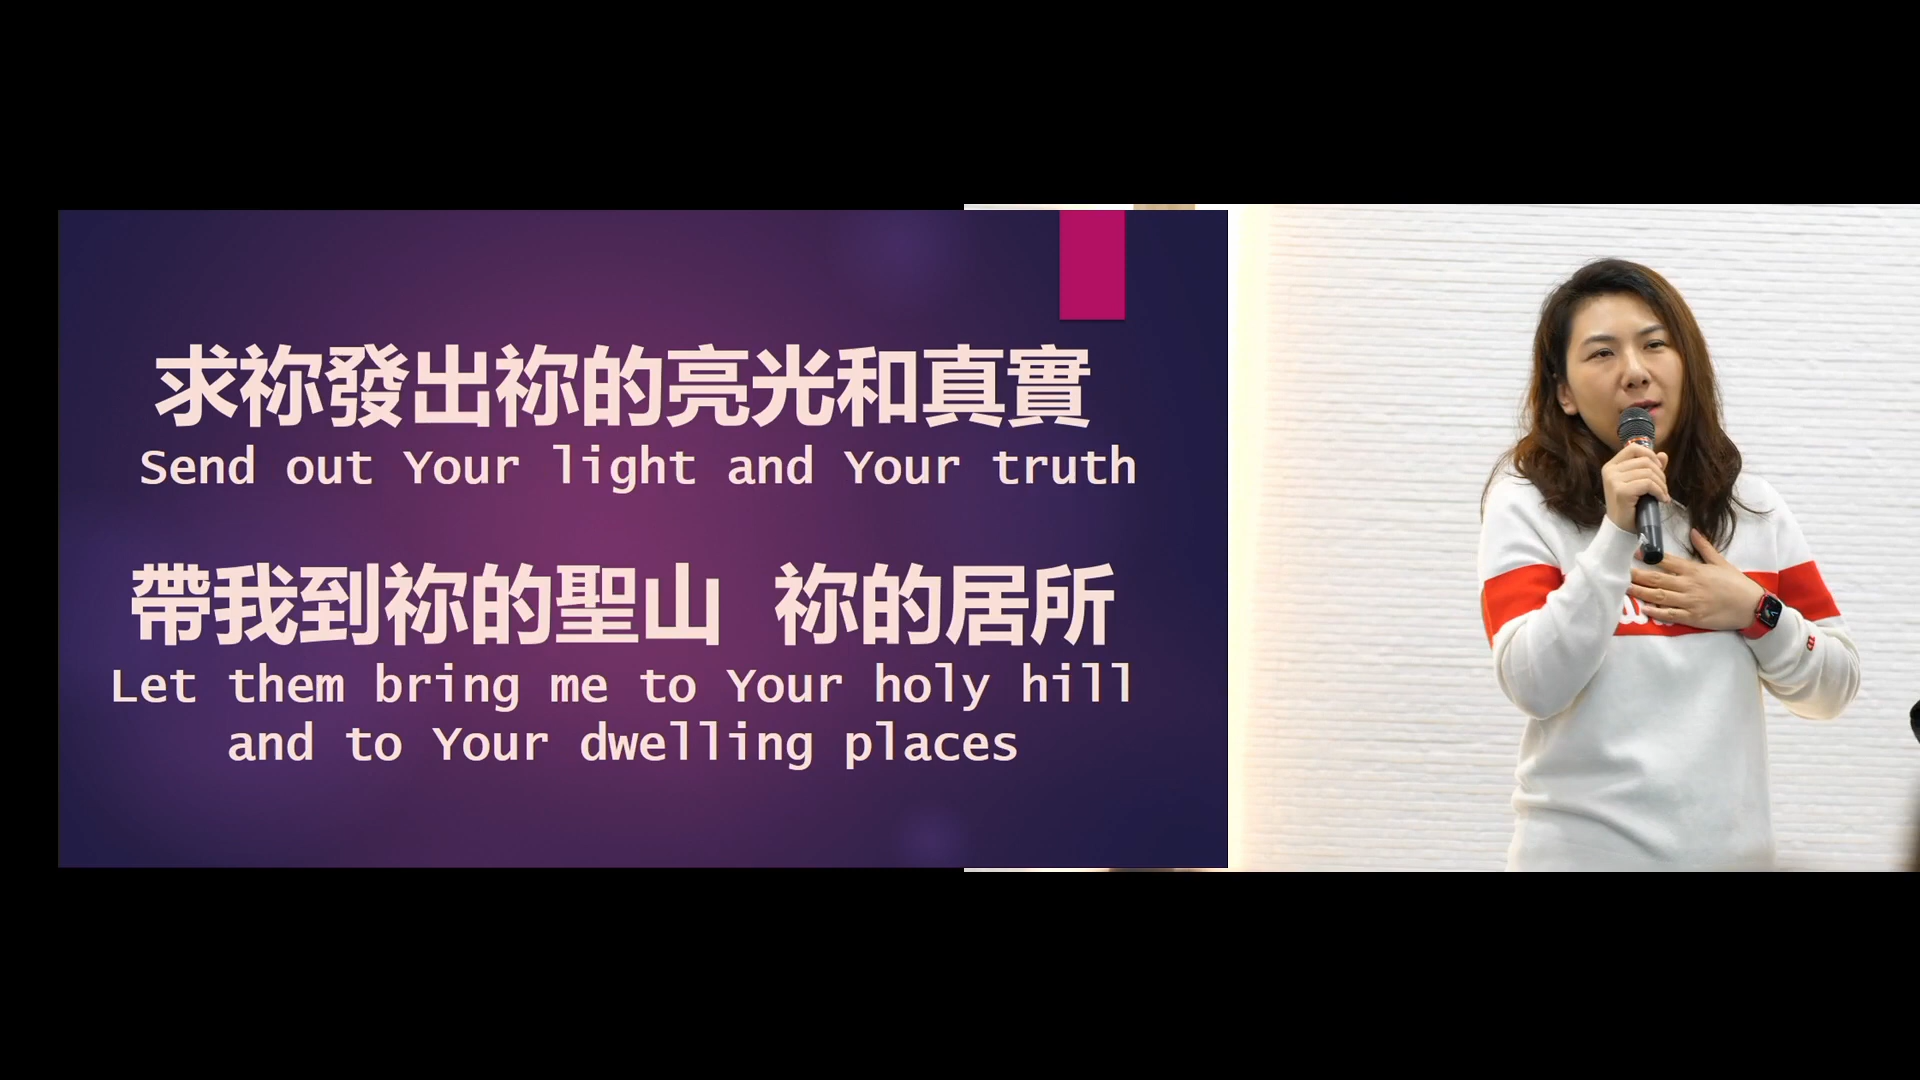 求祢發出祢的亮光和真實
Send out Your light and Your truth
帶我到祢的聖山 祢的居所
Let them bring me to Your holy hill
and to Your dwelling places